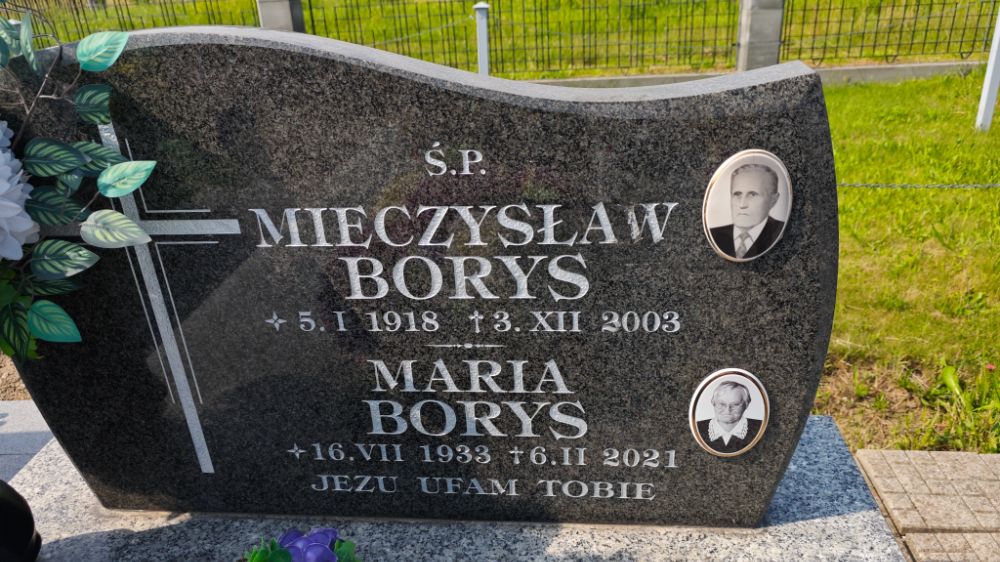 Ś.P.
MIECZYSŁAW
BORYS
5. I 1918 †3. XII 2003
MARIA
BORYS
16. VII 1933 †6. II 2021
JEZU UFAM TOBIE